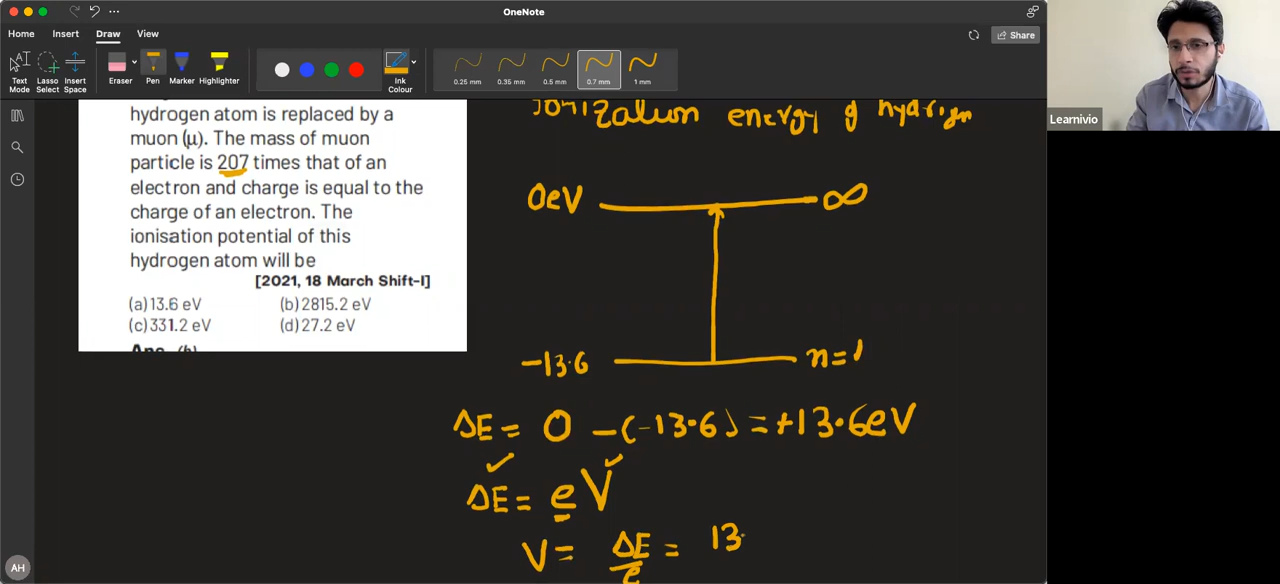 OneNote
Home Insert Draw View
Share
Text Mode
Lasso Select
Insert Space
Eraser
Pen
Marker
Highlighter
Ink Colour
0.25 mm
0.35 mm
0.5 mm
0.7 mm
1 mm
Learnivio
hydrogen atom is replaced by a
muon (μ). The mass of muon
particle is 207 times that of an
electron and charge is equal to the
charge of an electron. The
ionisation potential of this
hydrogen atom will be
[2021, 18 March Shift-I]
(a) 13.6 eV (b) 2815.2 eV
(c) 331.2 eV (d) 27.2 eV
Ans. (b)
Ionization energy of hydrogen
0eV ∞
-13.6 n=1
ΔE = 0 - (-13.6) = +13.6eV
ΔE = eV
V = ΔE/e = 13.
AH